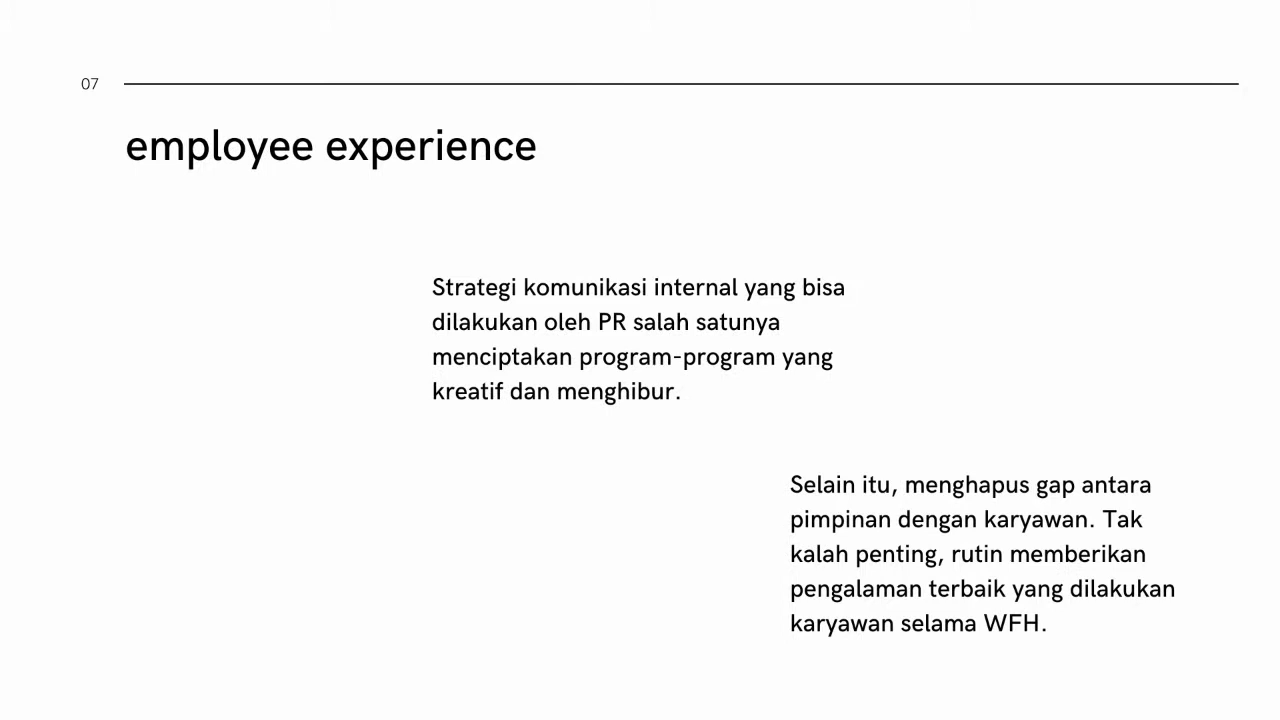 07
employee experience
Strategi komunikasi internal yang bisa
dilakukan oleh PR salah satunya
menciptakan program-program yang
kreatif dan menghibur.
Selain itu, menghapus gap antara
pimpinan dengan karyawan. Tak
kalah penting, rutin memberikan
pengalaman terbaik yang dilakukan
karyawan selama WFH.